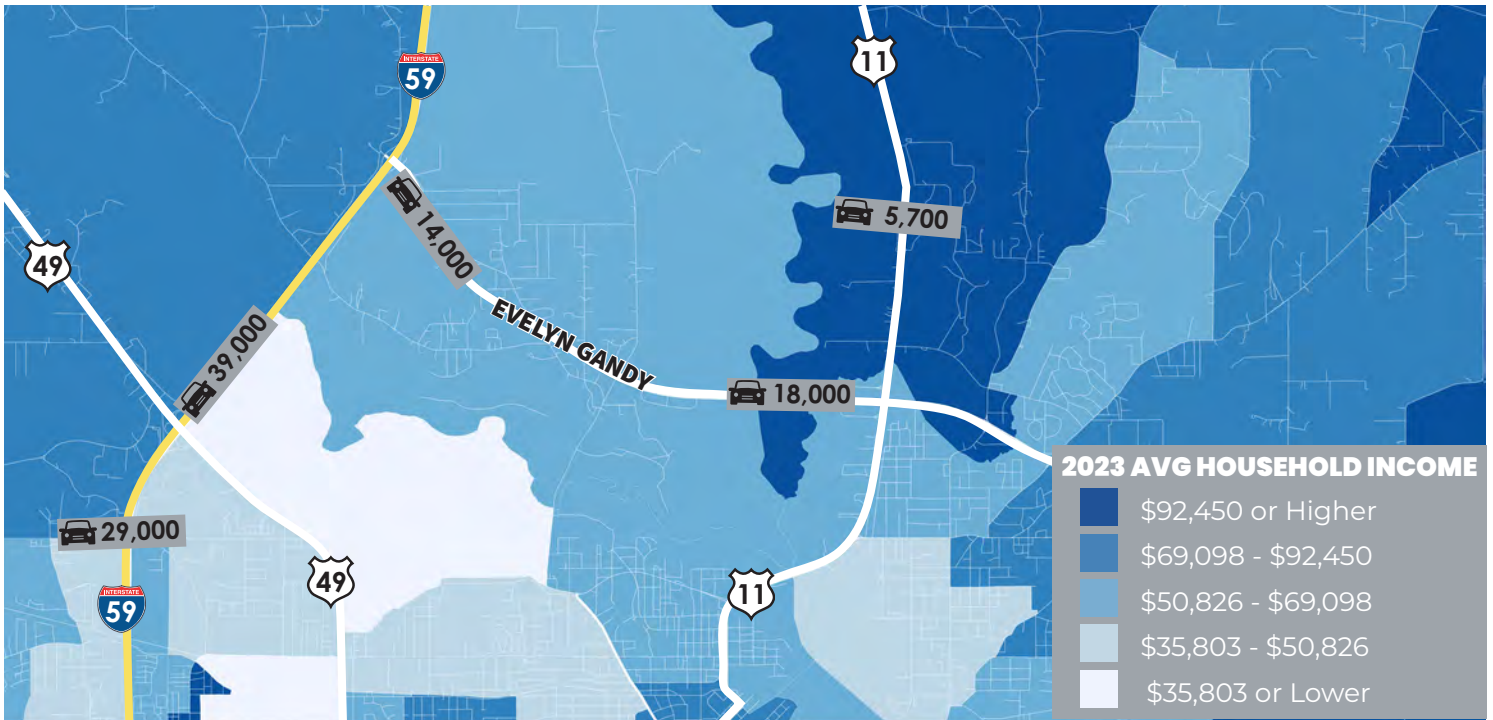 INTERSTATE
59
11
5,700
14,000
49
EVELYN GANDY
39,000
18,000
29,000
49
11
INTERSTATE
59
2023 AVG HOUSEHOLD INCOME
$92,450 or Higher
$69,098 - $92,450
$50,826 - $69,098
$35,803 - $50,826
$35,803 or Lower